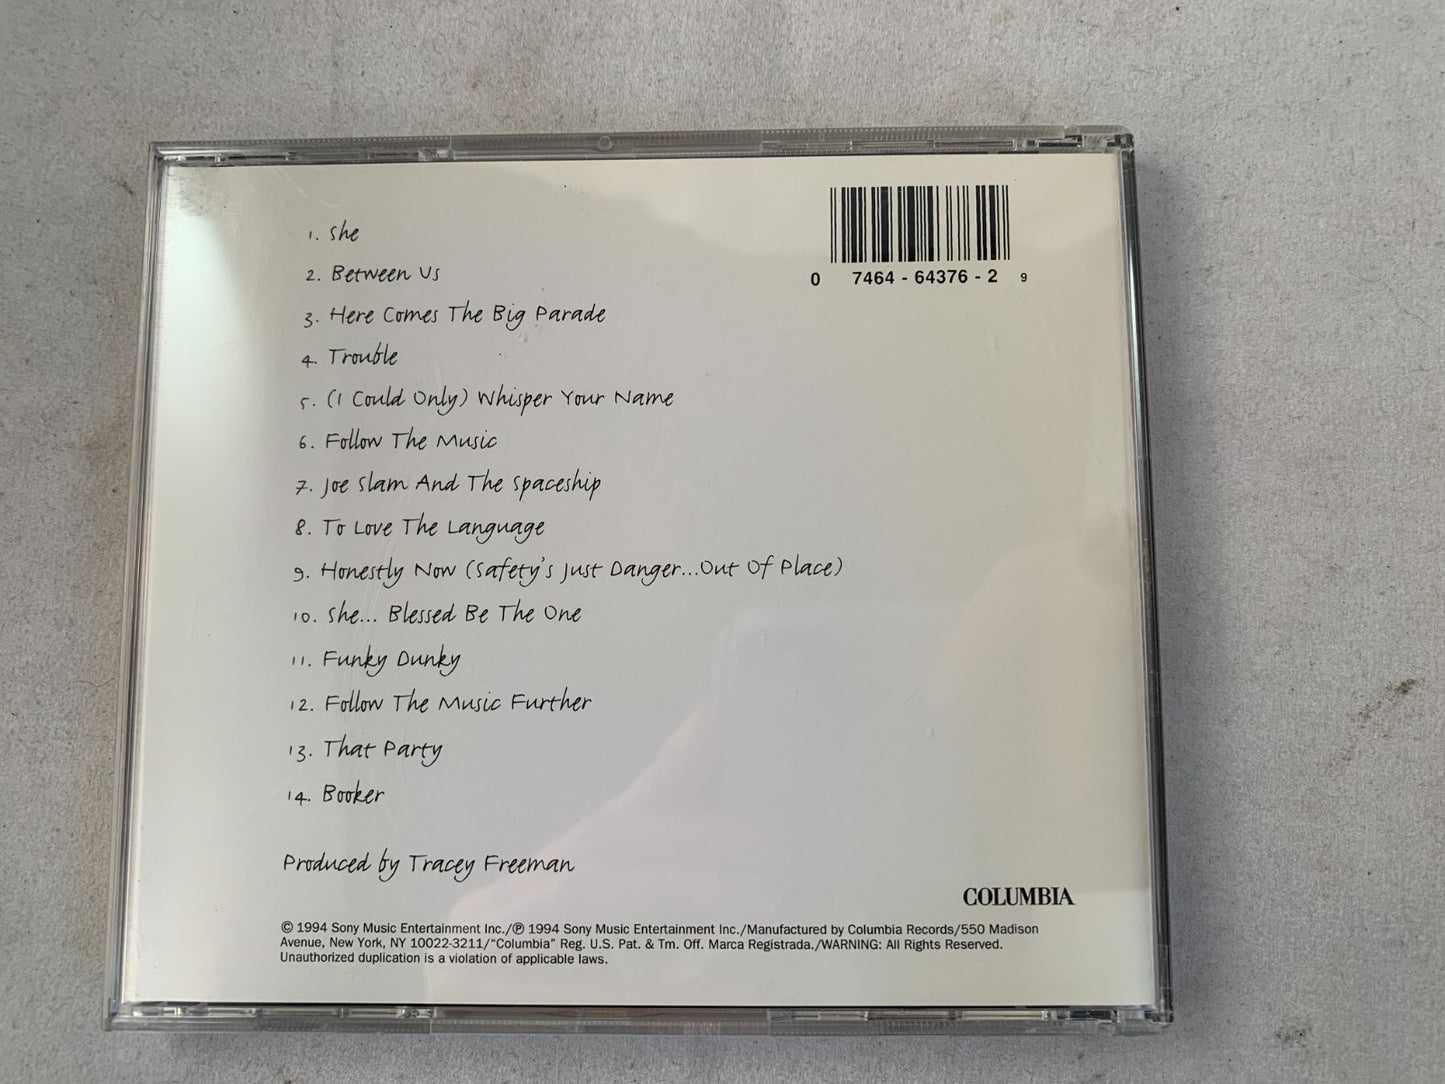 1. She
2. Between Us
3. Here Comes The Big Parade
4. Trouble
5. (I Could Only) Whisper Your Name
6. Follow The Music
7. Joe Slam And The Spaceship
8. To Love The Language
9. Honestly Now (Safety's Just Danger...Out Of Place)
10. She... Blessed Be The One
11. Funky Dunky
12. Follow The Music Further
13. That Party
14. Booker
Produced by Tracey Freeman
0 7464 - 64376 - 2 9
COLUMBIA
© 1994 Sony Music Entertainment Inc./℗ 1994 Sony Music Entertainment Inc./Manufactured by Columbia Records/550 Madison
Avenue, New York, NY 10022-3211/“Columbia” Reg. U.S. Pat. & Tm. Off. Marca Registrada./WARNING: All Rights Reserved.
Unauthorized duplication is a violation of applicable laws.